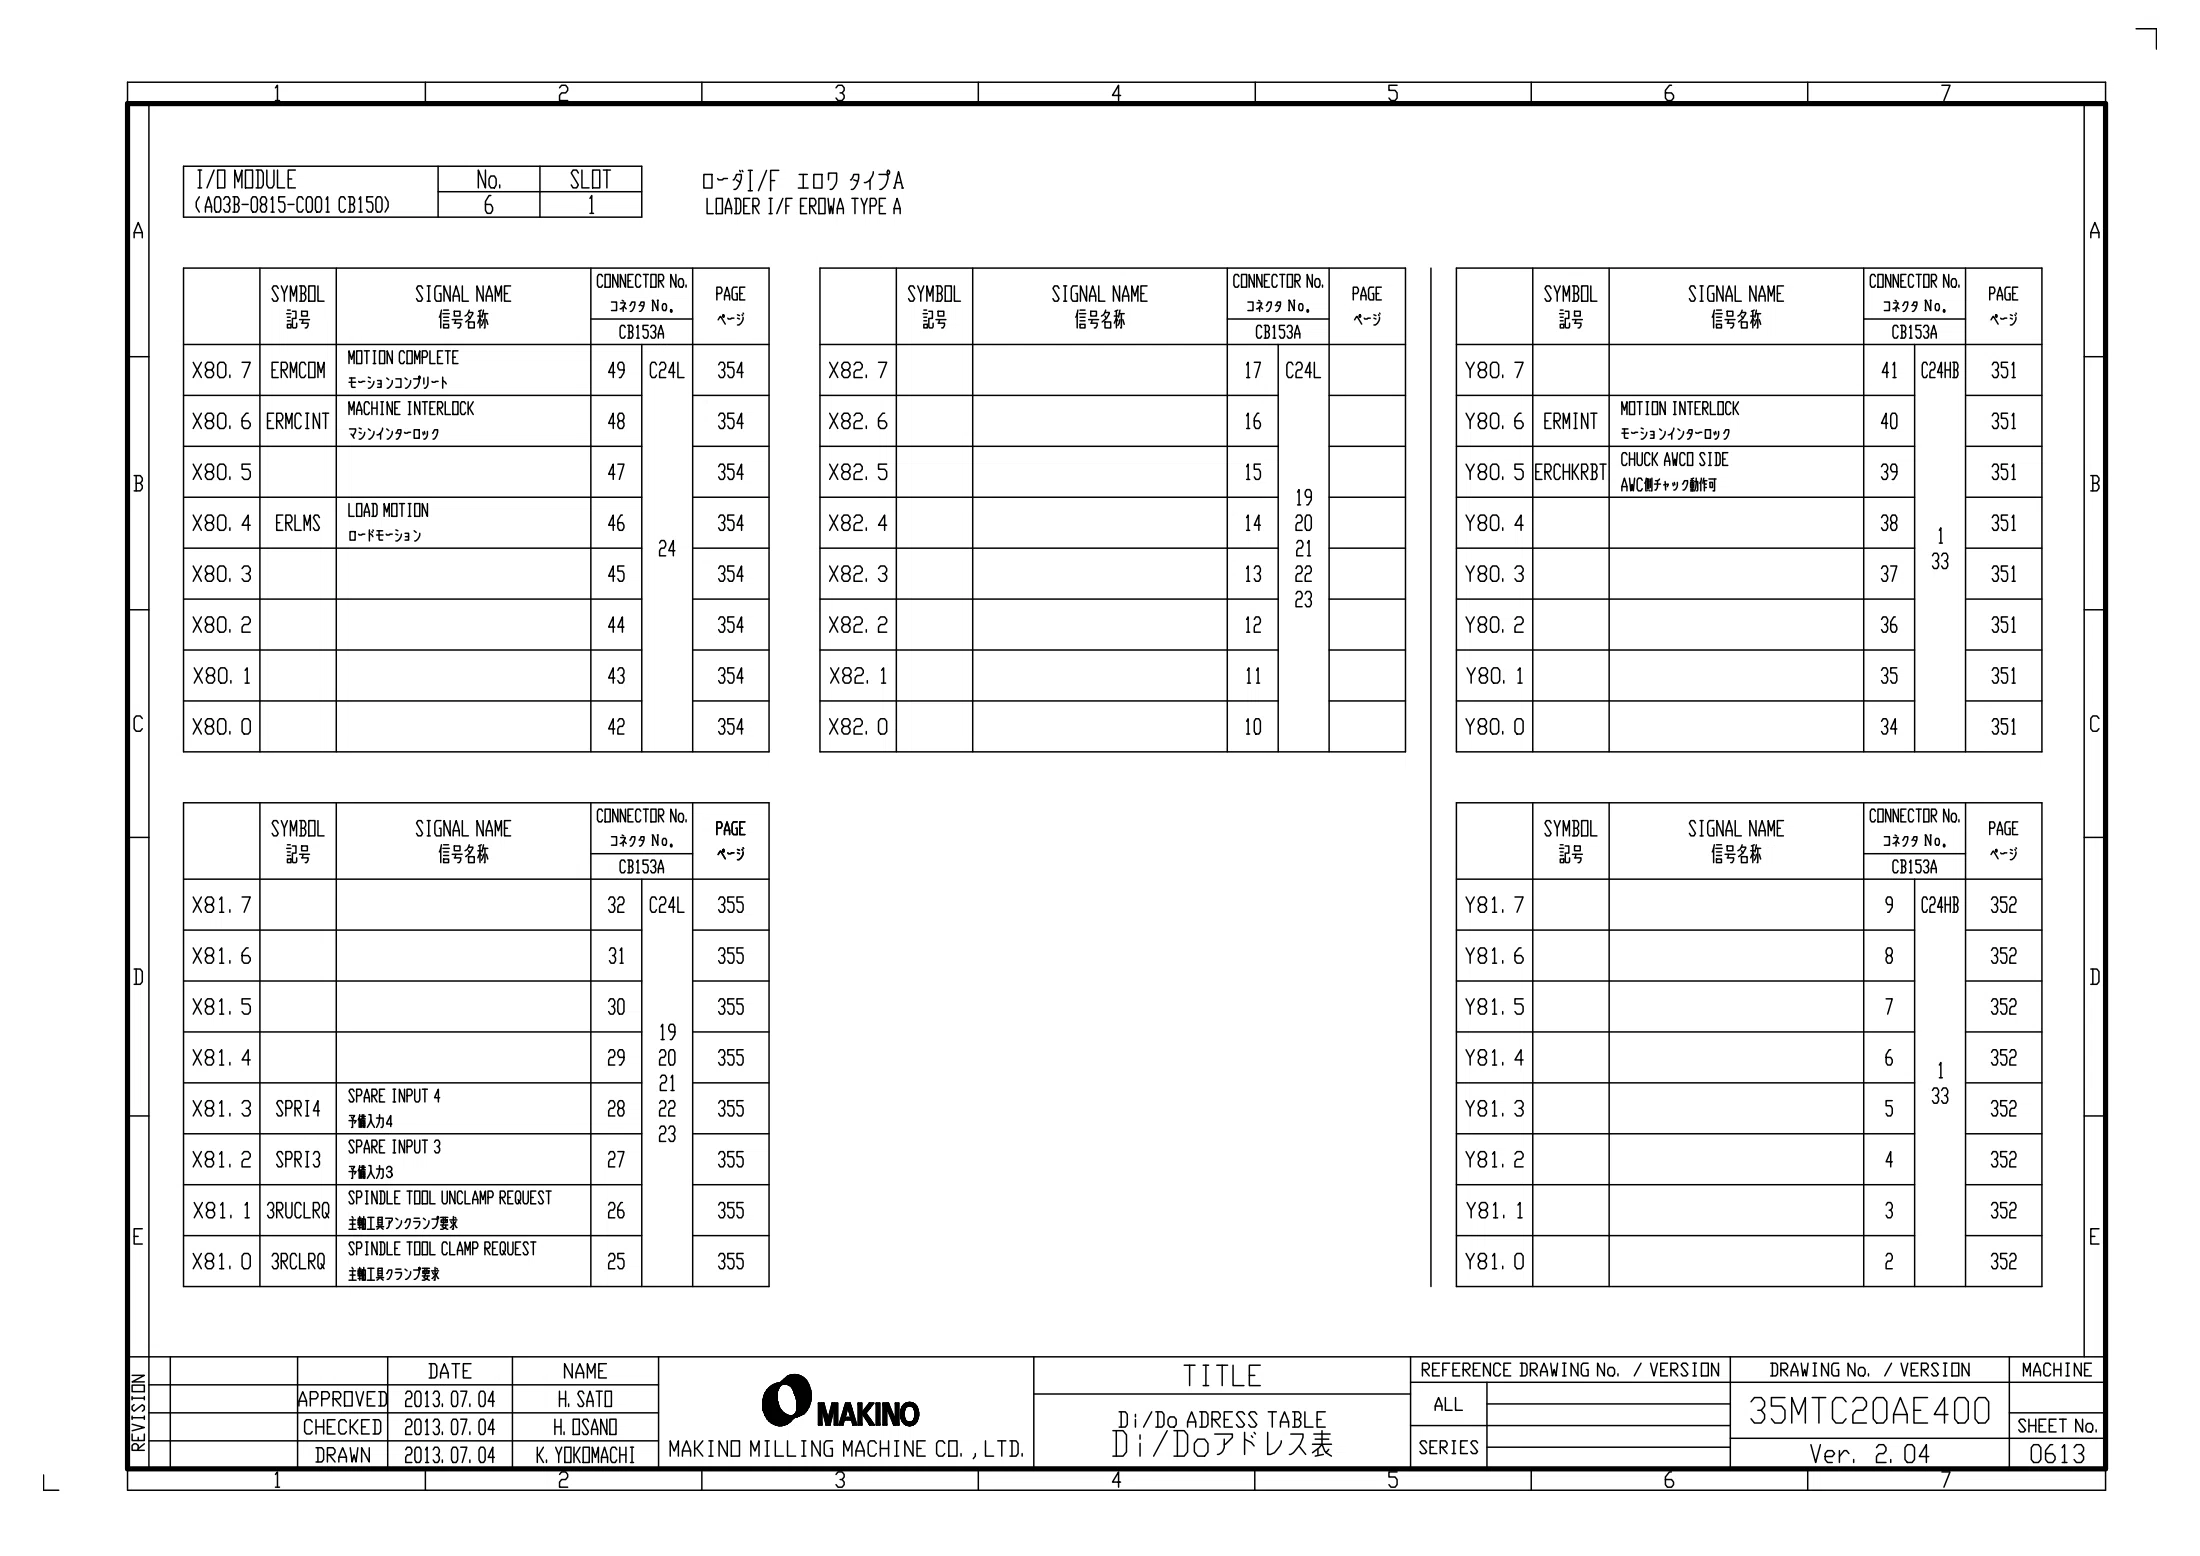 1 2 3 4 5 6 7
A A
B B
C C
D D
E E
I/O MODULE No. SLOT
(A03B-0815-C001 CB150) 6 1
ローダI/F エロワ タイプA
LOADER I/F EROWA TYPE A
SYMBOL SIGNAL NAME CONNECTOR No. PAGE
記号 信号名称 コネクタ No. ページ
CB153A
X80.7 ERMCOM MOTION COMPLETE 49 C24L 354
モーションコンプリート
X80.6 ERMCINT MACHINE INTERLOCK 48 354
マシンインターロック
X80.5 47 354
X80.4 ERLMS LOAD MOTION 46 354
ロードモーション
24
X80.3 45 354
X80.2 44 354
X80.1 43 354
X80.0 42 354
SYMBOL SIGNAL NAME CONNECTOR No. PAGE
記号 信号名称 コネクタ No. ページ
CB153A
X82.7 17 C24L
X82.6 16
X82.5 15
19
X82.4 14 20
21
X82.3 13 22
23
X82.2 12
X82.1 11
X82.0 10
SYMBOL SIGNAL NAME CONNECTOR No. PAGE
記号 信号名称 コネクタ No. ページ
CB153A
Y80.7 41 C24HB 351
Y80.6 ERMINT MOTION INTERLOCK 40 351
モーションインターロック
Y80.5 ERCHKRBT CHUCK AWCO SIDE 39 351
AWC側チャック動作可
Y80.4 38 351
1
33
Y80.3 37 351
Y80.2 36 351
Y80.1 35 351
Y80.0 34 351
SYMBOL SIGNAL NAME CONNECTOR No. PAGE
記号 信号名称 コネクタ No. ページ
CB153A
X81.7 32 C24L 355
X81.6 31 355
X81.5 30 355
19
X81.4 29 20 355
21
X81.3 SPRI4 SPARE INPUT 4 28 22 355
予備入力4
23
X81.2 SPRI3 SPARE INPUT 3 27 355
予備入力3
X81.1 3RUCLRQ SPINDLE TOOL UNCLAMP REQUEST 26 355
主軸工具アンクランプ要求
X81.0 3RCLRQ SPINDLE TOOL CLAMP REQUEST 25 355
主軸工具クランプ要求
SYMBOL SIGNAL NAME CONNECTOR No. PAGE
記号 信号名称 コネクタ No. ページ
CB153A
Y81.7 9 C24HB 352
Y81.6 8 352
Y81.5 7 352
Y81.4 6 352
1
33
Y81.3 5 352
Y81.2 4 352
Y81.1 3 352
Y81.0 2 352
REVISION
DATE NAME
APPROVED 2013.07.04 H. SATO
CHECKED 2013.07.04 H. OSANO
DRAWN 2013.07.04 K. YOKOMACHI
MAKINO
MAKINO MILLING MACHINE CO.,LTD.
TITLE
Di/Do ADRESS TABLE
Di/Doアドレス表
REFERENCE DRAWING No. / VERSION
ALL
SERIES
DRAWING No. / VERSION
35MTC20AE400
Ver. 2.04
MACHINE
SHEET No.
0613
1 2 3 4 5 6 7